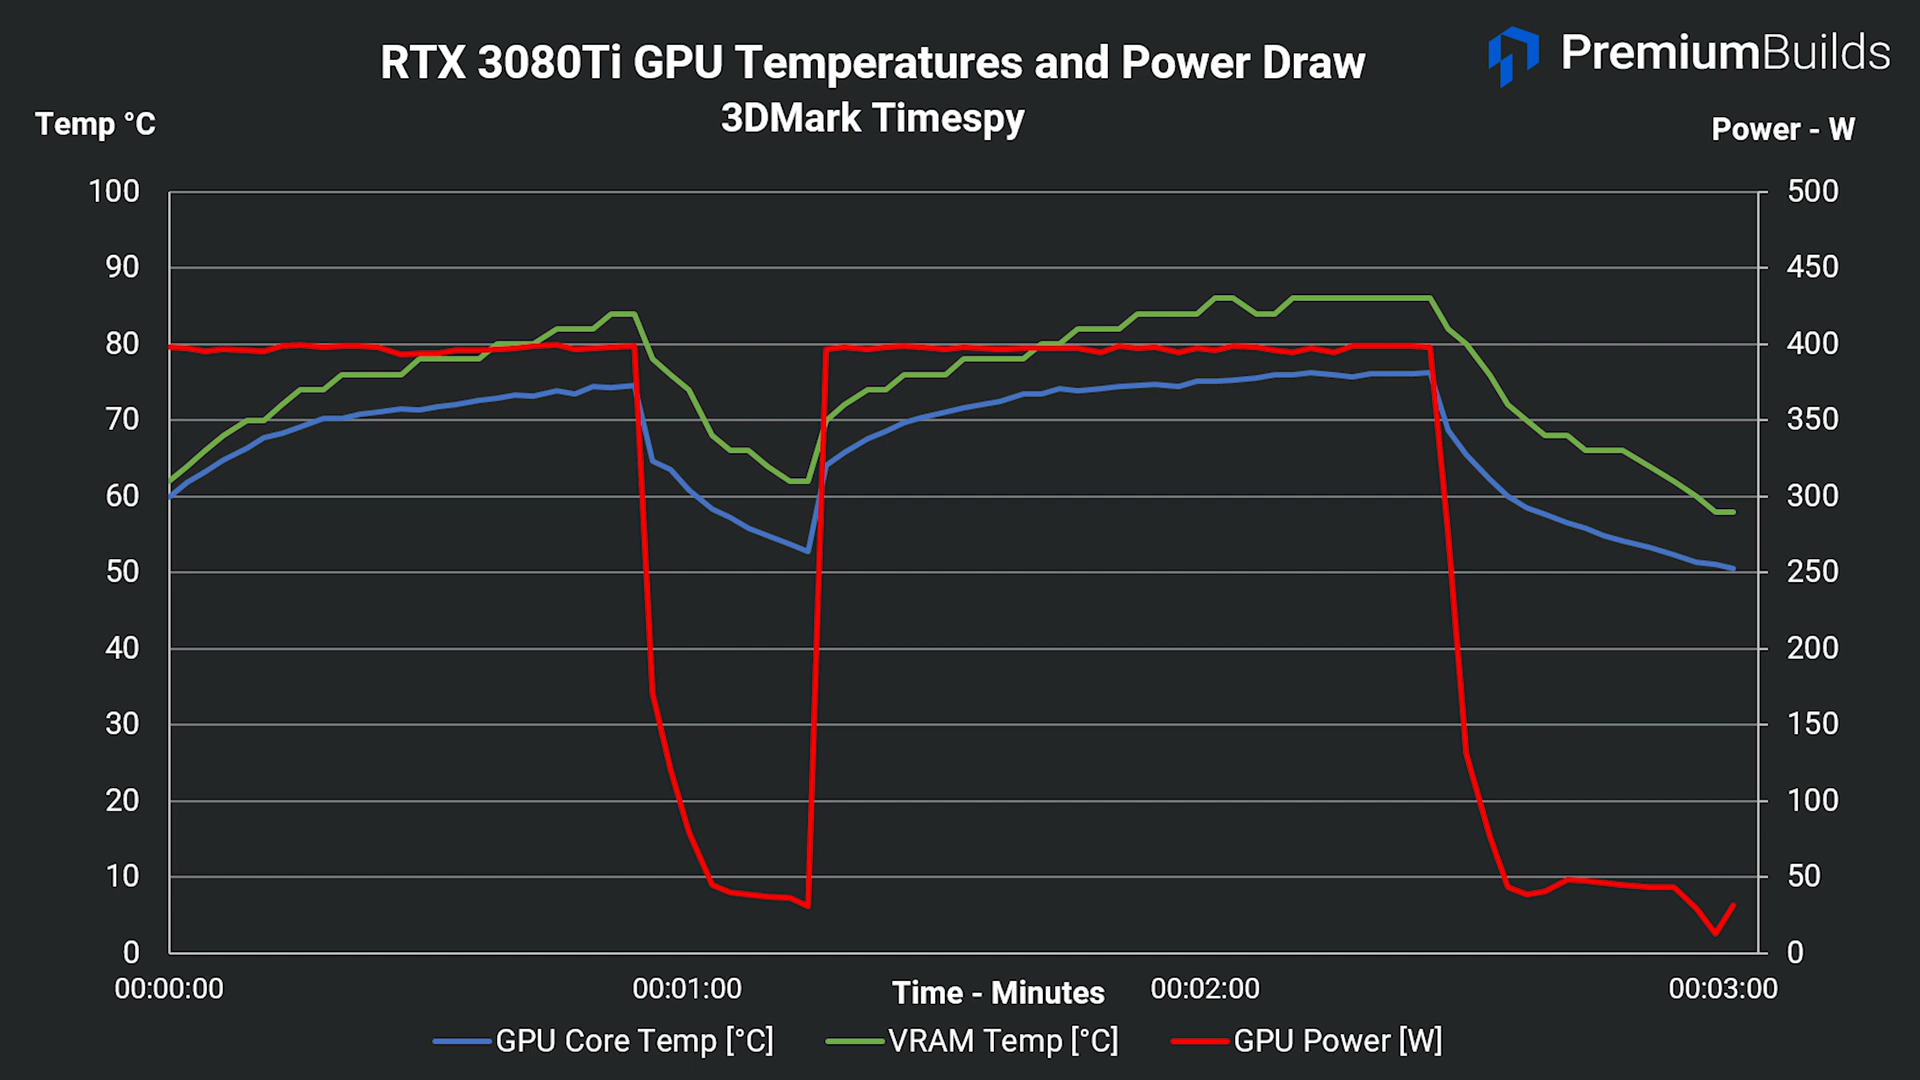 RTX 3080Ti GPU Temperatures and Power Draw
PremiumBuilds
3DMark Timespy
Temp °C
Power - W
100
500
90
450
80
400
70
350
60
300
50
250
40
200
30
150
20
100
10
50
0
0
00:00:00
00:01:00
Time - Minutes
00:02:00
00:03:00
GPU Core Temp [°C]
VRAM Temp [°C]
GPU Power [W]